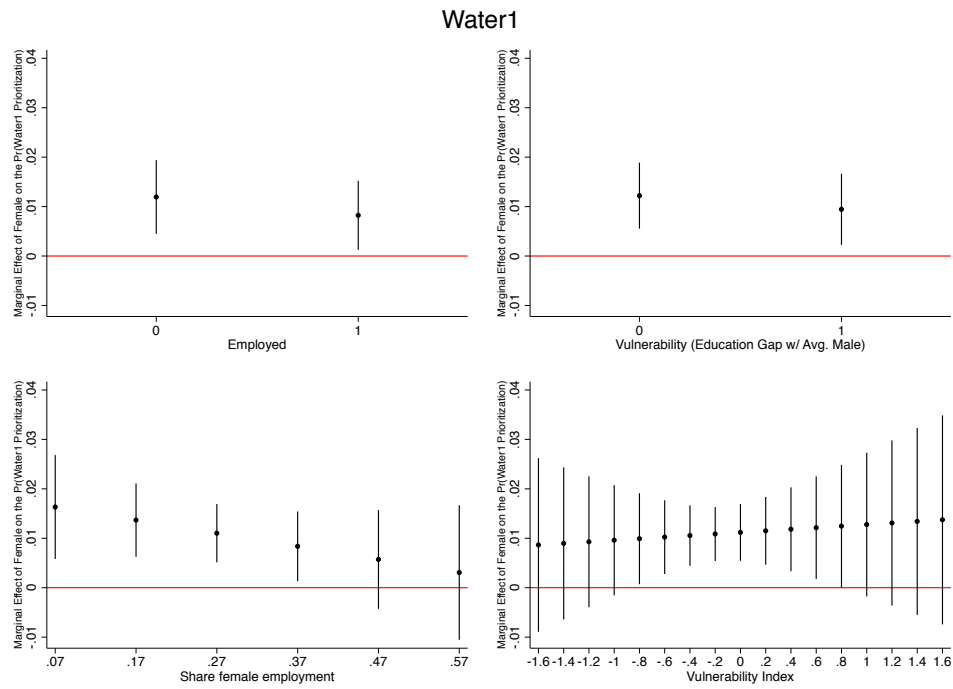 Water1
Marginal Effect of Female on the Pr(Water1 Prioritization)
.04
.03
.02
.01
0
-.01
0 1
Employed
Marginal Effect of Female on the Pr(Water1 Prioritization)
.04
.03
.02
.01
0
-.01
0 1
Vulnerability (Education Gap w/ Avg. Male)
Marginal Effect of Female on the Pr(Water1 Prioritization)
.04
.03
.02
.01
0
-.01
.07 .17 .27 .37 .47 .57
Share female employment
Marginal Effect of Female on the Pr(Water1 Prioritization)
.04
.03
.02
.01
0
-.01
-1.6 -1.4 -1.2 -1 -.8 -.6 -.4 -.2 0 .2 .4 .6 .8 1 1.2 1.4 1.6
Vulnerability Index